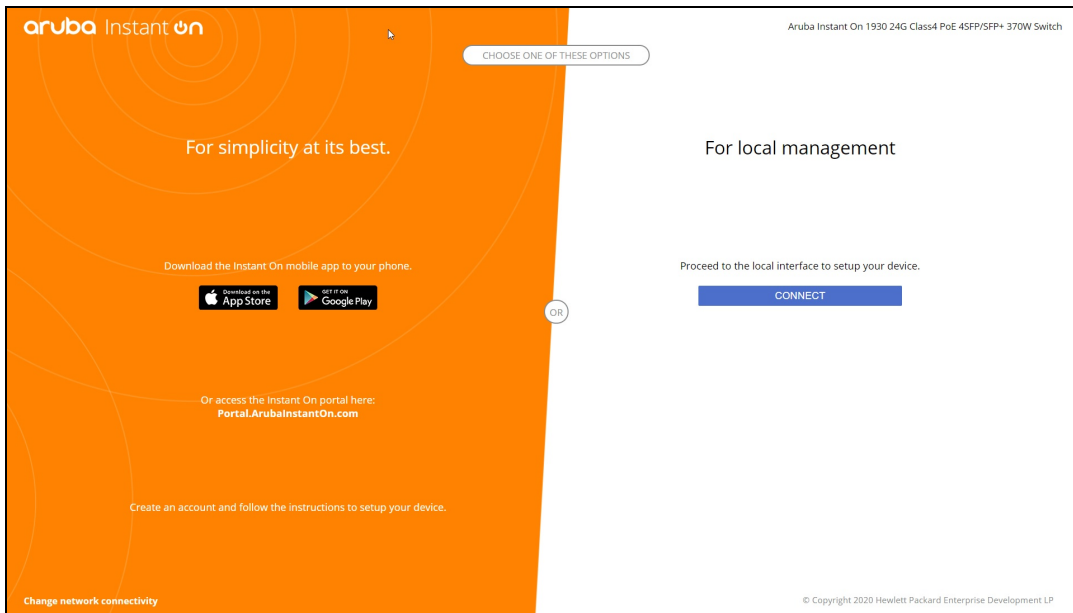 aruba Instant on
Aruba Instant On 1930 24G Class4 PoE 4SFP/SFP+ 370W Switch
CHOOSE ONE OF THESE OPTIONS
For simplicity at its best.
Download the Instant On mobile app to your phone.
Download on the
App Store
GET IT ON
Google Play
Or access the Instant On portal here:
Portal.ArubaInstantOn.com
Create an account and follow the instructions to setup your device.
Change network connectivity
OR
For local management
Proceed to the local interface to setup your device.
CONNECT
© Copyright 2020 Hewlett Packard Enterprise Development LP